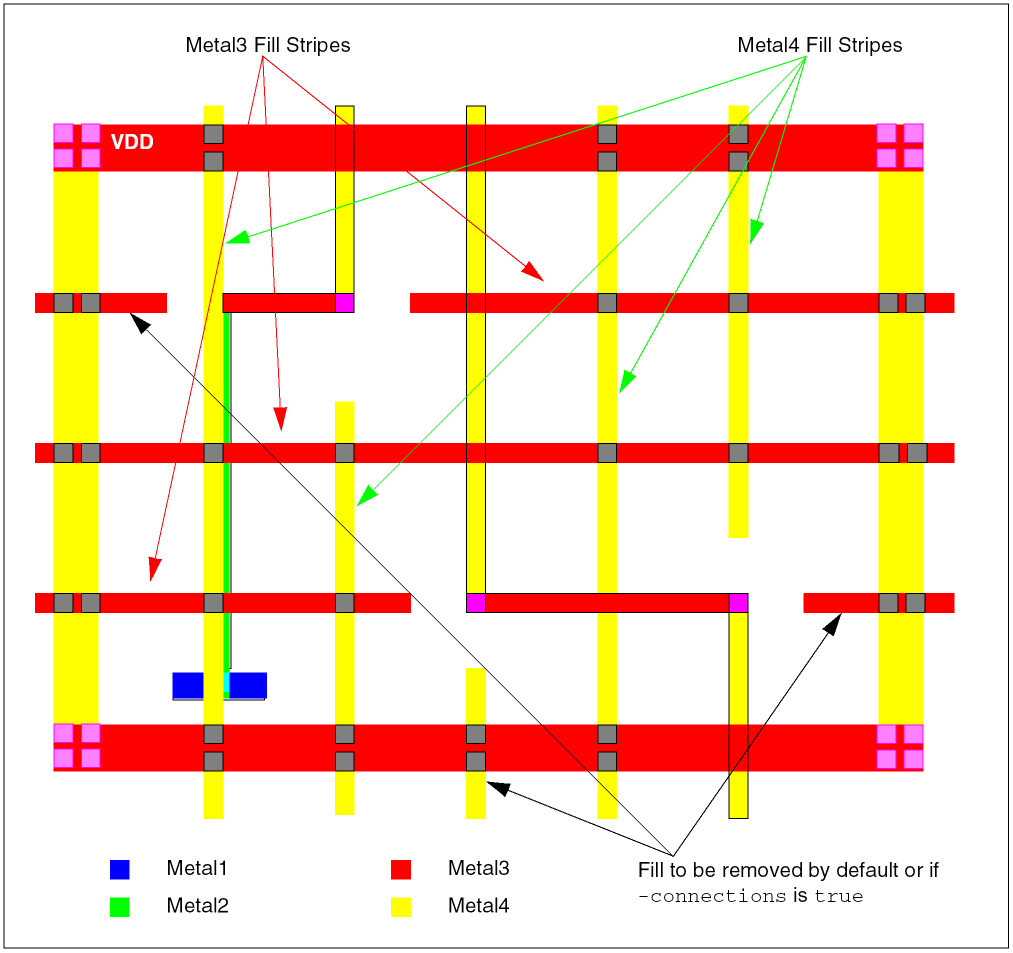 Metal3 Fill Stripes
Metal4 Fill Stripes
VDD
Metal1
Metal3
Fill to be removed by default or if
-connections is true
Metal2
Metal4